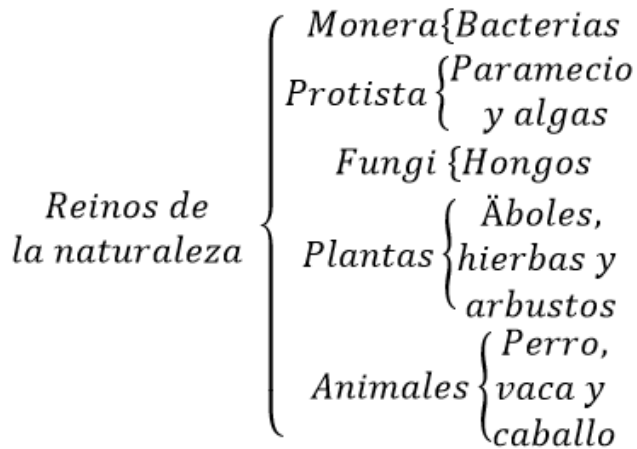 Monera{Bacterias
Protista {Paramecio
y algas
Fungi {Hongos
Reinos de
la naturaleza
Plantas {Äboles,
hierbas y
arbustos
Animales {Perro,
vaca y
caballo